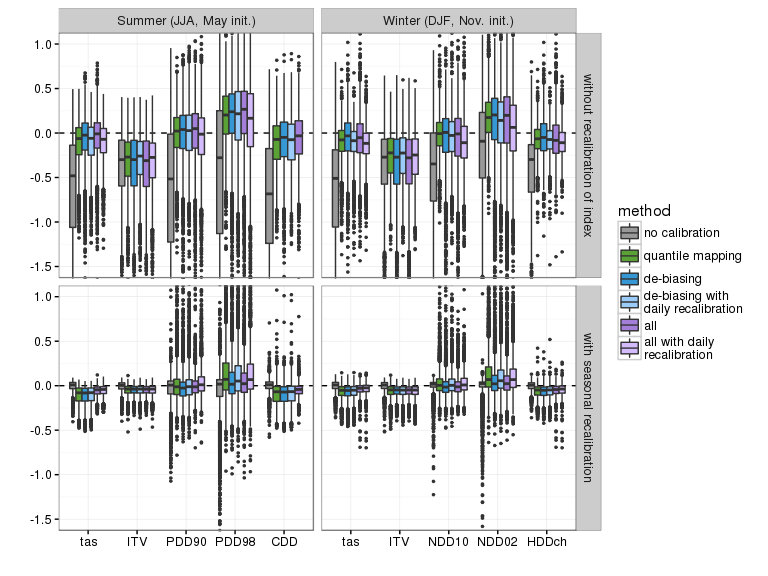 Summer (JJA, May init.)
Winter (DJF, Nov. init.)
1.0
0.5
0.0
-0.5
-1.0
-1.5
without recalibration of index
1.0
0.5
0.0
-0.5
-1.0
-1.5
with seasonal recalibration
tas
ITV
PDD90
PDD98
CDD
tas
ITV
NDD10
NDD02
HDDch
method
no calibration
quantile mapping
de-biasing
de-biasing with
daily recalibration
all
all with daily
recalibration